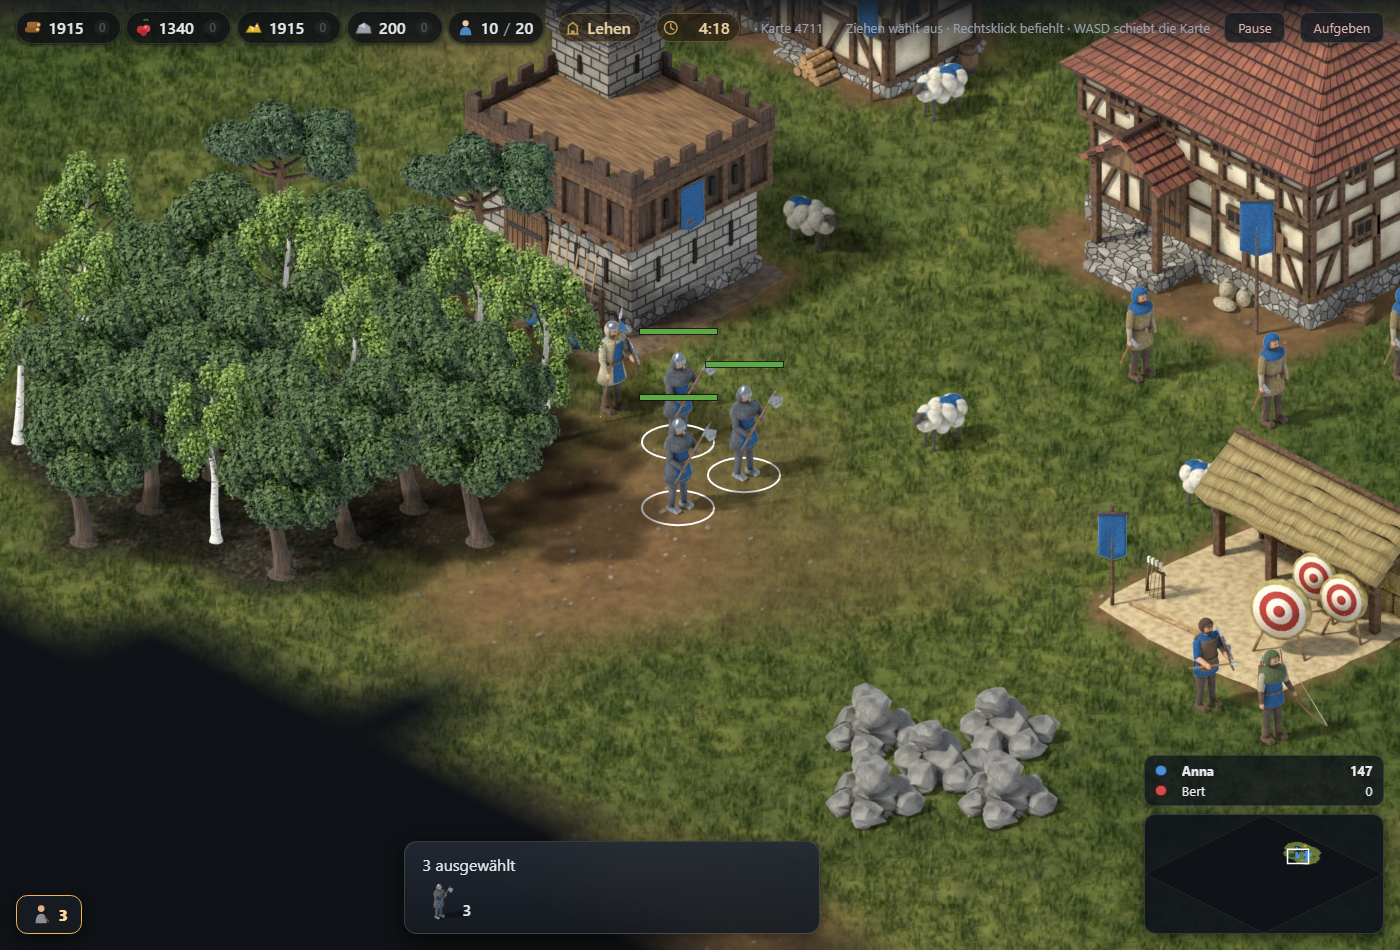 1915 0 1340 0 1915 0 200 0 10 / 20 Lehen 4:18 · Karte 4711 Ziehen wählt aus · Rechtsklick befiehlt · WASD schiebt die Karte Pause Aufgeben
Anna 147
Bert 0
3 ausgewählt
3
3